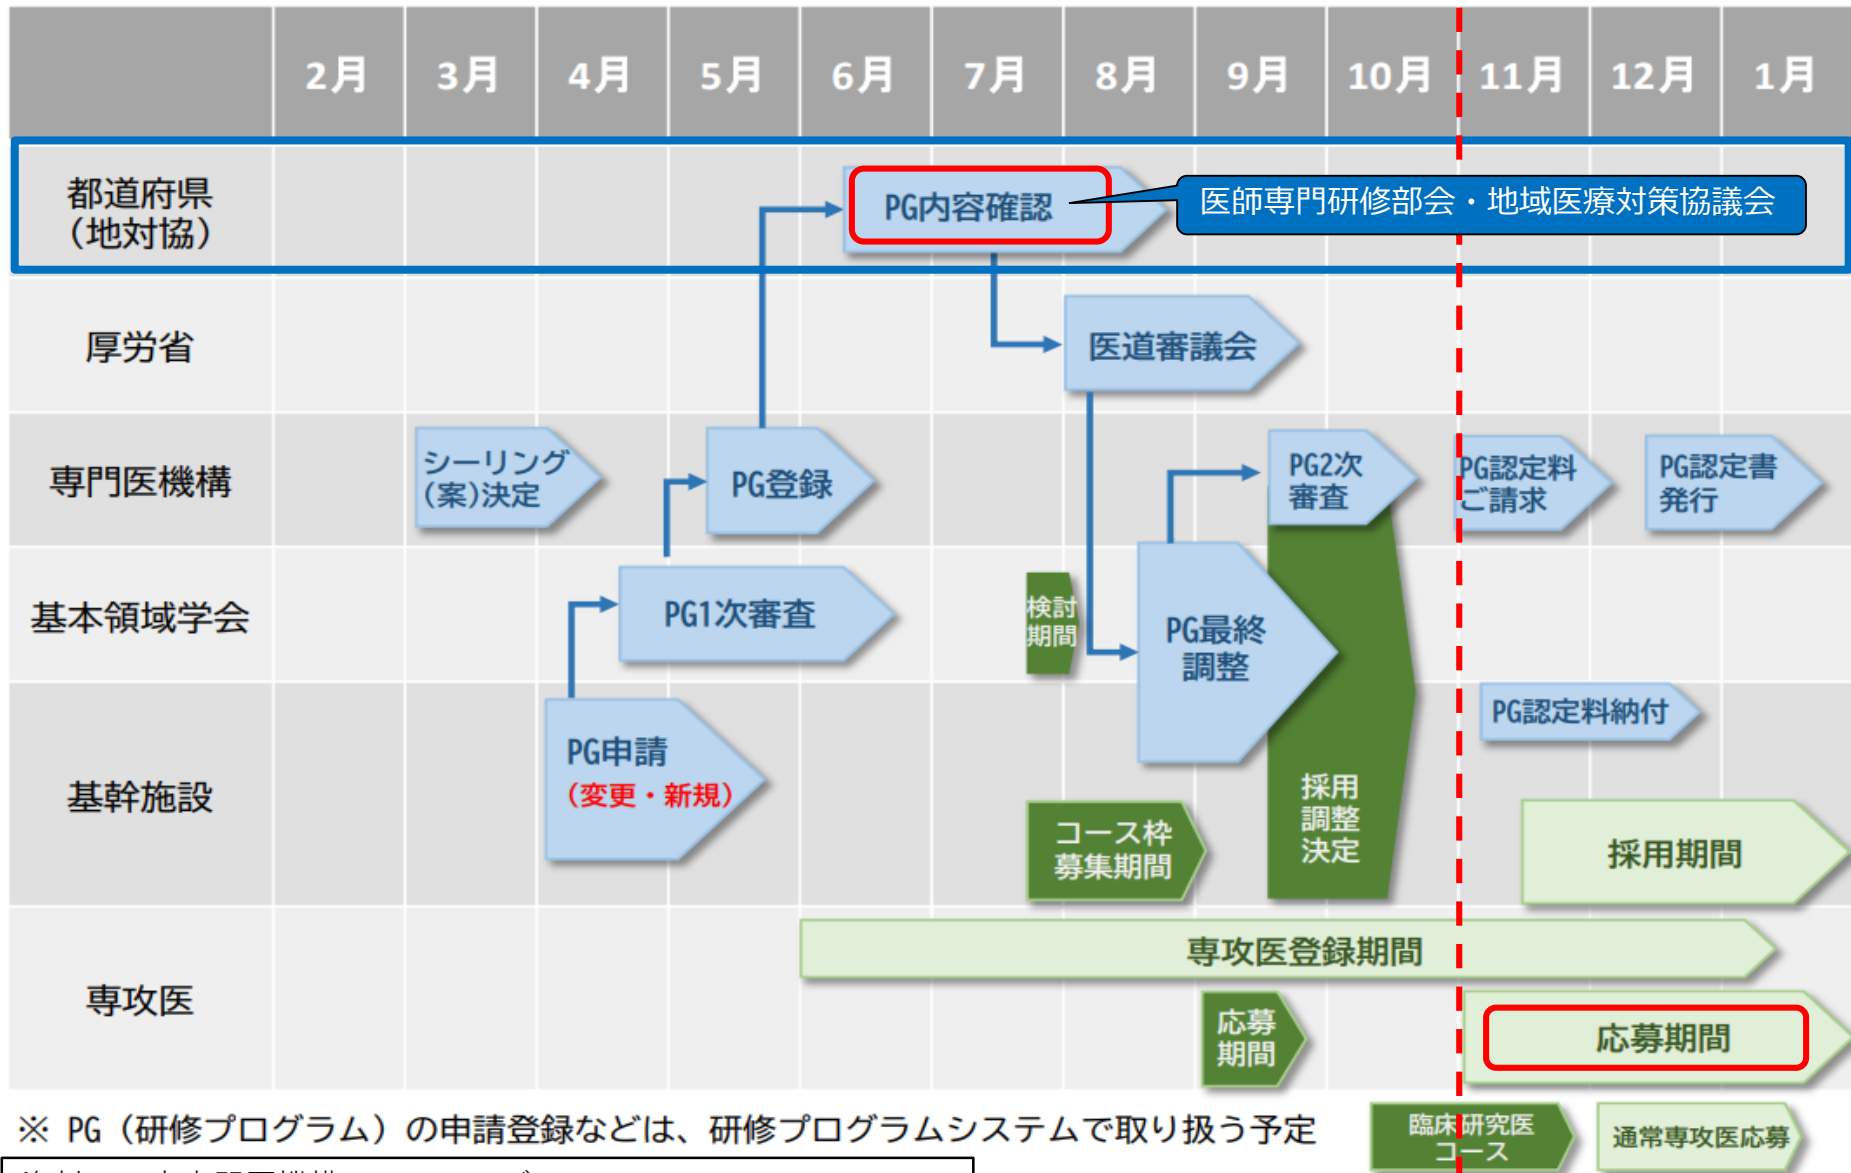 2月 3月 4月 5月 6月 7月 8月 9月 10月 11月 12月 1月
都道府県
（地対協）
PG内容確認
医師専門研修部会・地域医療対策協議会
厚労省
医道審議会
専門医機構
シーリング
(案)決定
PG登録
PG2次
審査
PG認定料
ご請求
PG認定書
発行
基本領域学会
PG1次審査
検討
期間
PG最終
調整
基幹施設
PG申請
（変更・新規）
コース枠
募集期間
採用
調整
決定
PG認定料納付
採用期間
専攻医
専攻医登録期間
応募
期間
応募期間
※ PG（研修プログラム）の申請登録などは、研修プログラムシステムで取り扱う予定
臨床研究医
コース
通常専攻医応募